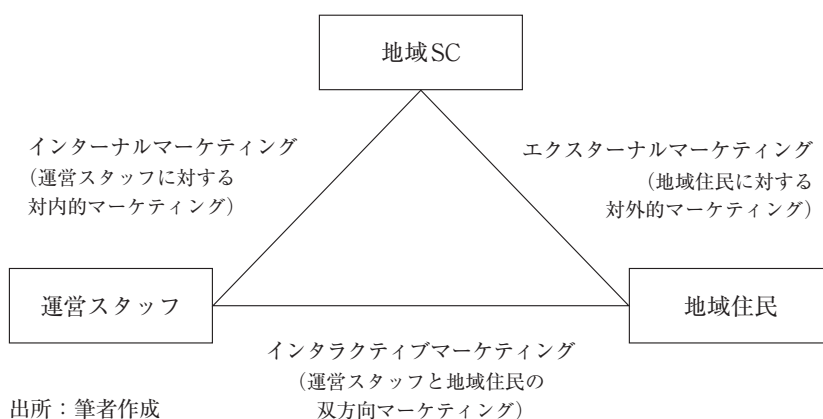 地域SC
インターナルマーケティング
（運営スタッフに対する
対内的マーケティング）
エクスターナルマーケティング
（地域住民に対する
対外的マーケティング）
運営スタッフ
地域住民
インタラクティブマーケティング
（運営スタッフと地域住民の
双方向マーケティング）
出所：筆者作成